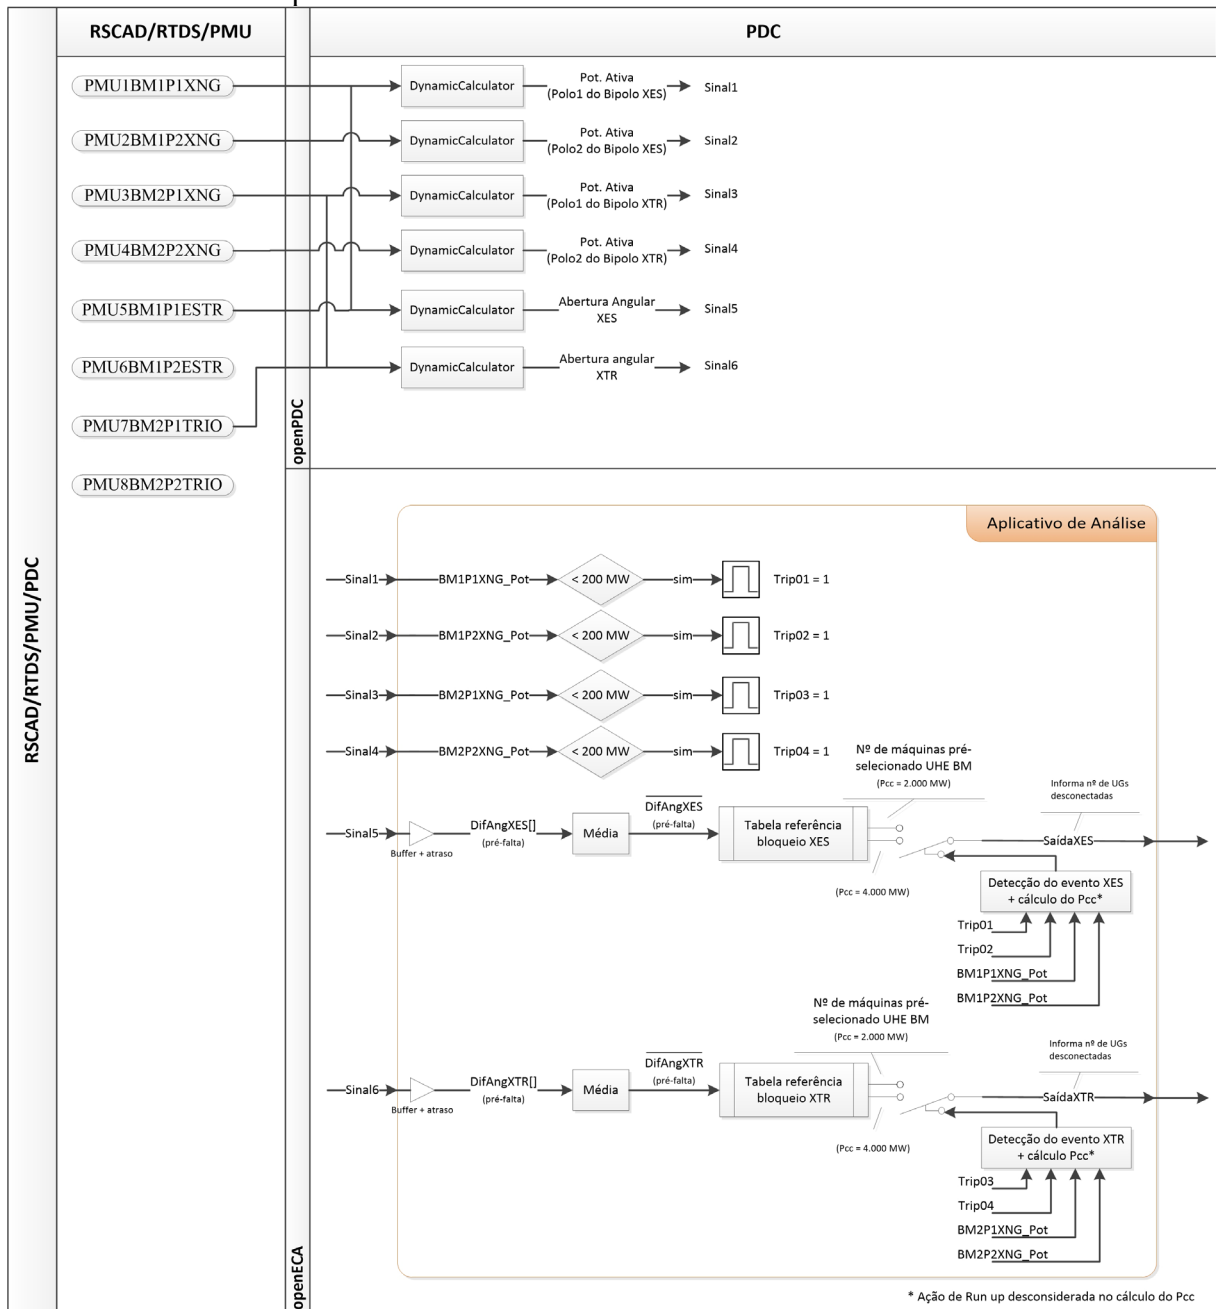 RSCAD/RTDS/PMU
PDC
RSCAD/RTDS/PMU/PDC
openPDC
PMU1BM1P1XNG
DynamicCalculator
Pot. Ativa
(Polo1 do Bipolo XES)
Sinal1
PMU2BM1P2XNG
DynamicCalculator
Pot. Ativa
(Polo2 do Bipolo XES)
Sinal2
PMU3BM2P1XNG
DynamicCalculator
Pot. Ativa
(Polo1 do Bipolo XTR)
Sinal3
PMU4BM2P2XNG
DynamicCalculator
Pot. Ativa
(Polo2 do Bipolo XTR)
Sinal4
PMU5BM1P1ESTR
DynamicCalculator
Abertura Angular
XES
Sinal5
PMU6BM1P2ESTR
DynamicCalculator
Abertura angular
XTR
Sinal6
PMU7BM2P1TRIO
PMU8BM2P2TRIO
openECA
Aplicativo de Análise
Sinal1
BM1P1XNG_Pot
< 200 MW
sim
Trip01 = 1
Sinal2
BM1P2XNG_Pot
< 200 MW
sim
Trip02 = 1
Sinal3
BM2P1XNG_Pot
< 200 MW
sim
Trip03 = 1
Sinal4
BM2P2XNG_Pot
< 200 MW
sim
Trip04 = 1
Nº de máquinas pré-
selecionado UHE BM
(Pcc = 2.000 MW)
Informa nº de UGs
desconectadas
Sinal5
Buffer + atraso
DifAngXES[]
(pré-falta)
Média
DifAngXES
(pré-falta)
Tabela referência
bloqueio XES
(Pcc = 4.000 MW)
SaídaXES
Detecção do evento XES
+ cálculo do Pcc*
Trip01
Trip02
BM1P1XNG_Pot
BM1P2XNG_Pot
Nº de máquinas pré-
selecionado UHE BM
(Pcc = 2.000 MW)
Informa nº de UGs
desconectadas
Sinal6
Buffer + atraso
DifAngXTR[]
(pré-falta)
Média
DifAngXTR
(pré-falta)
Tabela referência
bloqueio XTR
(Pcc = 4.000 MW)
SaídaXTR
Detecção do evento XTR
+ cálculo Pcc*
Trip03
Trip04
BM2P1XNG_Pot
BM2P2XNG_Pot
* Ação de Run up desconsiderada no cálculo do Pcc